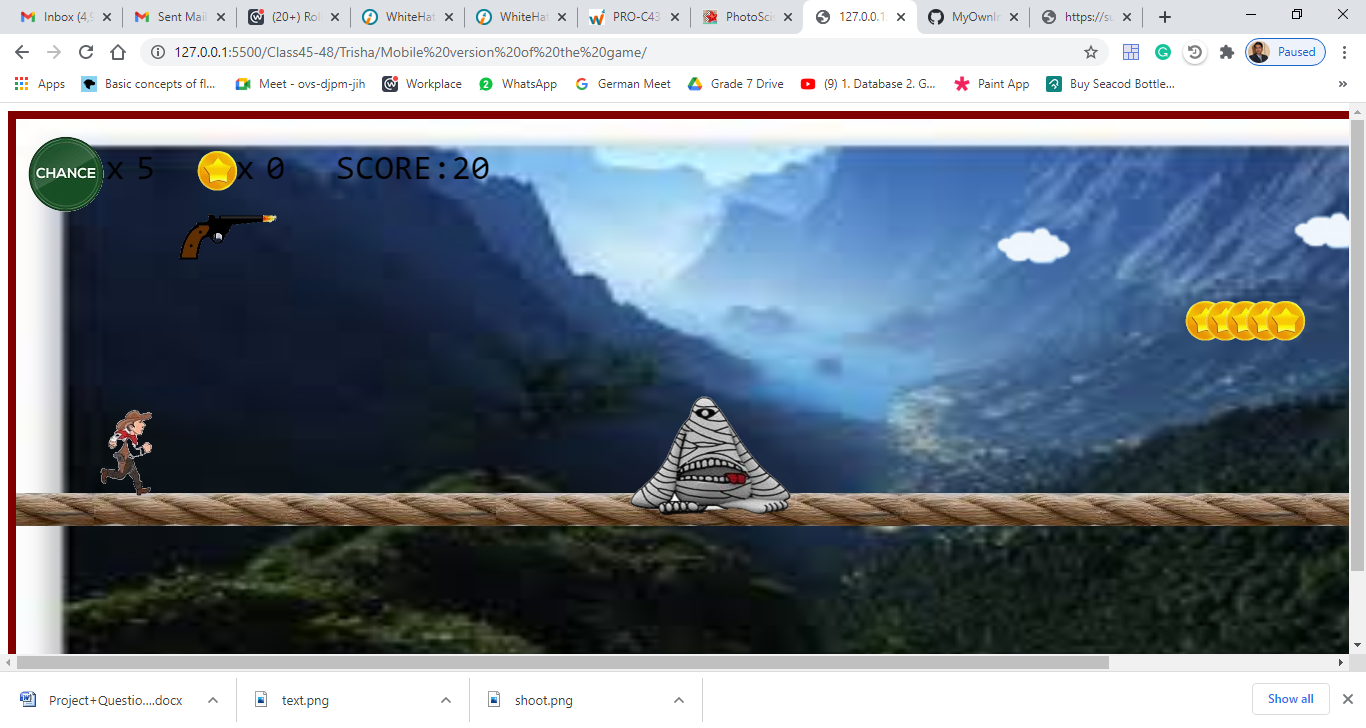 Inbox (4,9
Sent Mail
(20+) Rol
WhiteHat
WhiteHat
PRO-C43
PhotoScis
127.0.0.1:
MyOwnIn
https://su
127.0.0.1:5500/Class45-48/Trisha/Mobile%20version%20of%20the%20game/
Paused
Apps
Basic concepts of fl...
Meet - ovs-djpm-jih
Workplace
2
WhatsApp
German Meet
Grade 7 Drive
(9) 1. Database 2. G...
Paint App
Buy Seacod Bottle...
»
CHANCE x 5 x 0 SCORE:20
Project+Questio....docx
text.png
shoot.png
Show all